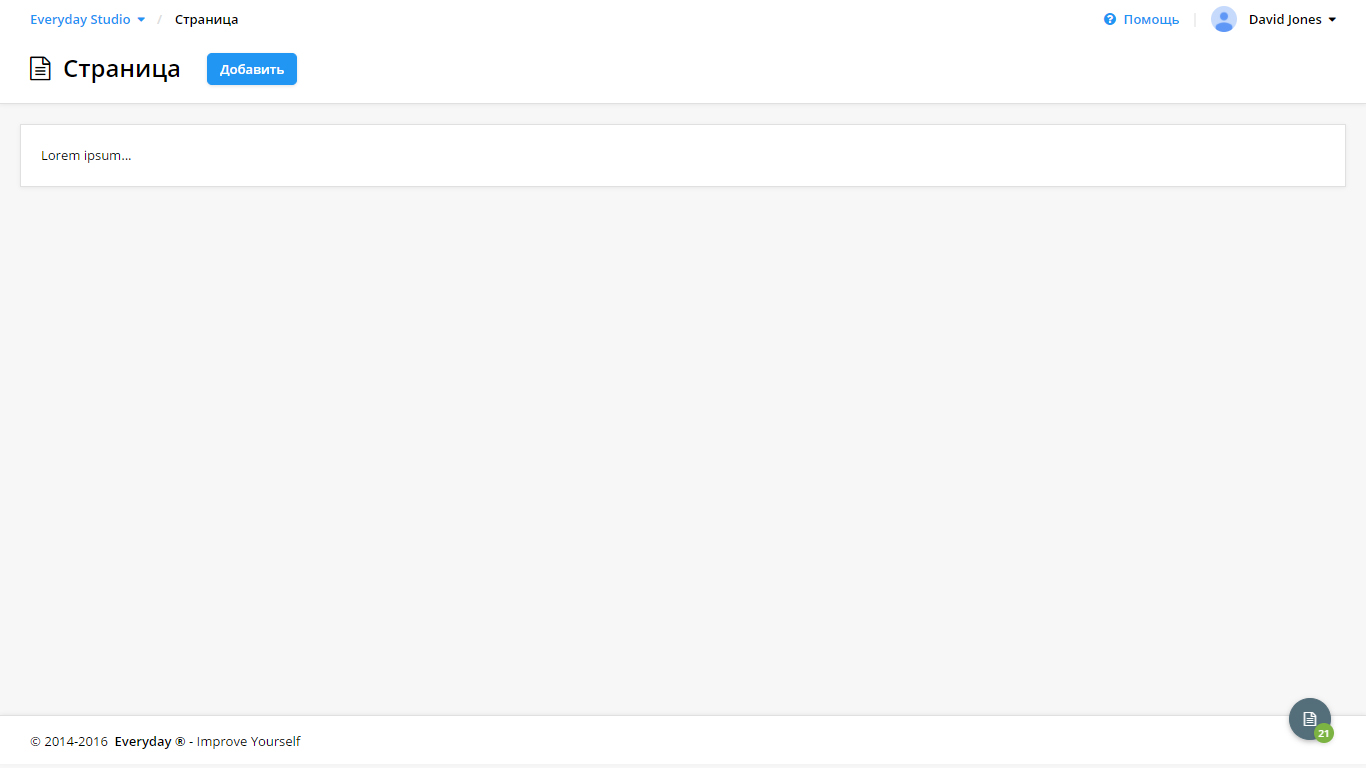 Everyday Studio / Страница
Помощь | David Jones
Страница
Добавить
Lorem ipsum...
© 2014-2016 Everyday ® - Improve Yourself
21